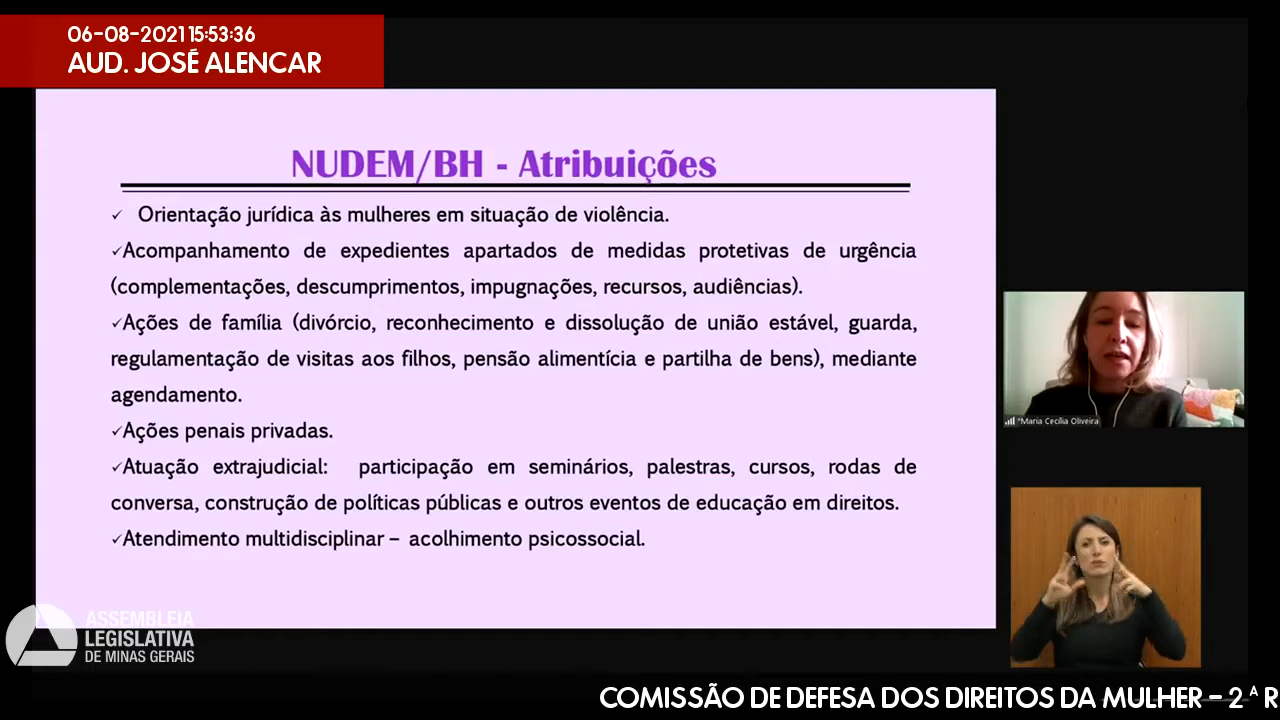 06-08-2021 15:53:36
AUD. JOSÉ ALENCAR
NUDEM/BH - Atribuições
✓ Orientação jurídica às mulheres em situação de violência.
✓Acompanhamento de expedientes apartados de medidas protetivas de urgência
(complementações, descumprimentos, impugnações, recursos, audiências).
✓Ações de família (divórcio, reconhecimento e dissolução de união estável, guarda,
regulamentação de visitas aos filhos, pensão alimentícia e partilha de bens), mediante
agendamento.
✓Ações penais privadas.
✓Atuação extrajudicial: participação em seminários, palestras, cursos, rodas de
conversa, construção de políticas públicas e outros eventos de educação em direitos.
✓Atendimento multidisciplinar – acolhimento psicossocial.
*Maria Cecília Oliveira
ASSEMBLEIA
LEGISLATIVA
DE MINAS GERAIS
COMISSÃO DE DEFESA DOS DIREITOS DA MULHER – 2ª R